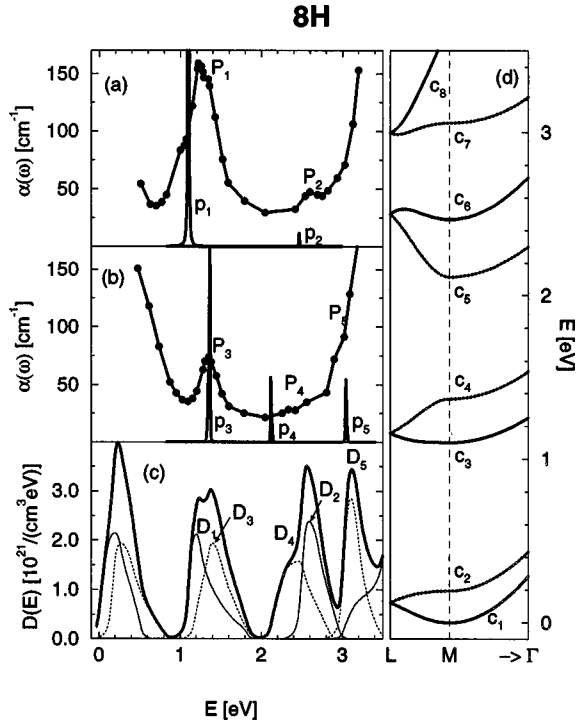 8H
(a)
α(ω) [cm⁻¹]
150
100
50
P₁
P₂
p₁
p₂
(b)
α(ω) [cm⁻¹]
150
100
50
P₃
P₄
P₅
p₃
p₄
p₅
(c)
D(E) [10²¹/(cm³eV)]
3.0
2.0
1.0
0.0
D₁
D₃
D₄
D₂
D₅
0 1 2 3
E [eV]
(d)
c₈
c₇
c₆
c₅
c₄
c₃
c₂
c₁
3
2
1
0
E [eV]
L M –> Γ